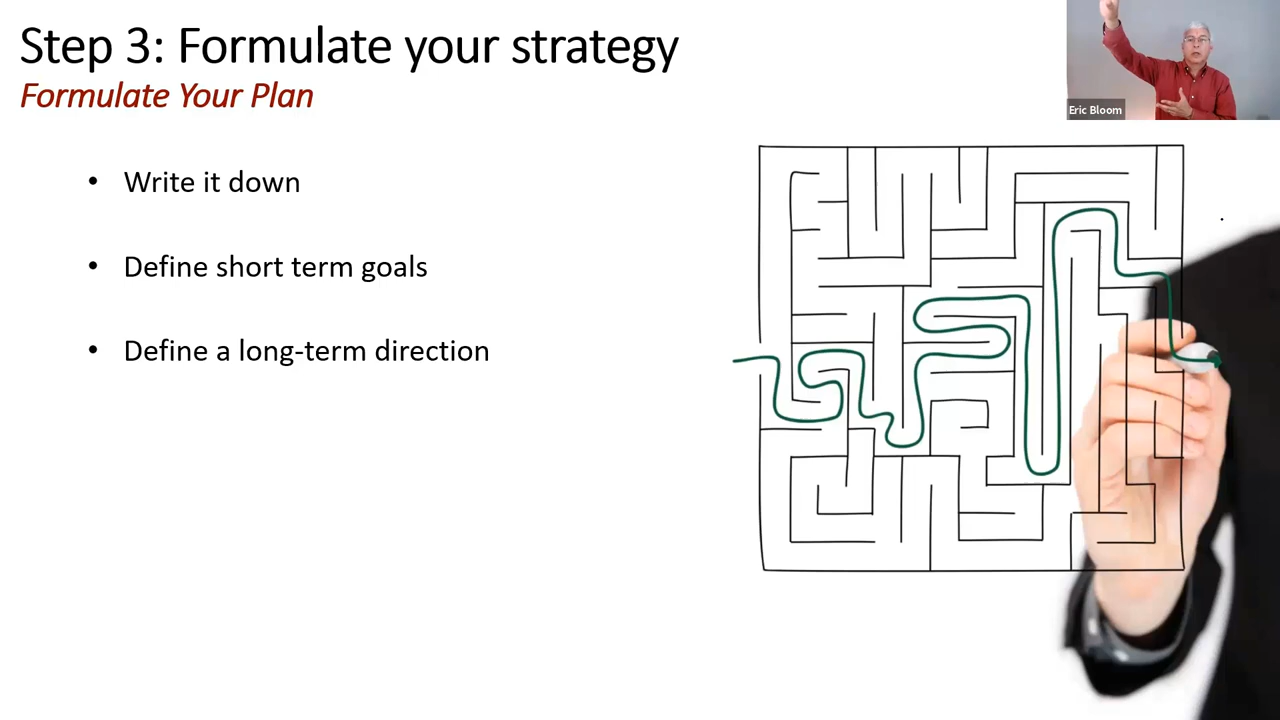 Step 3: Formulate your strategy
Formulate Your Plan
Eric Bloom
• Write it down
• Define short term goals
• Define a long-term direction